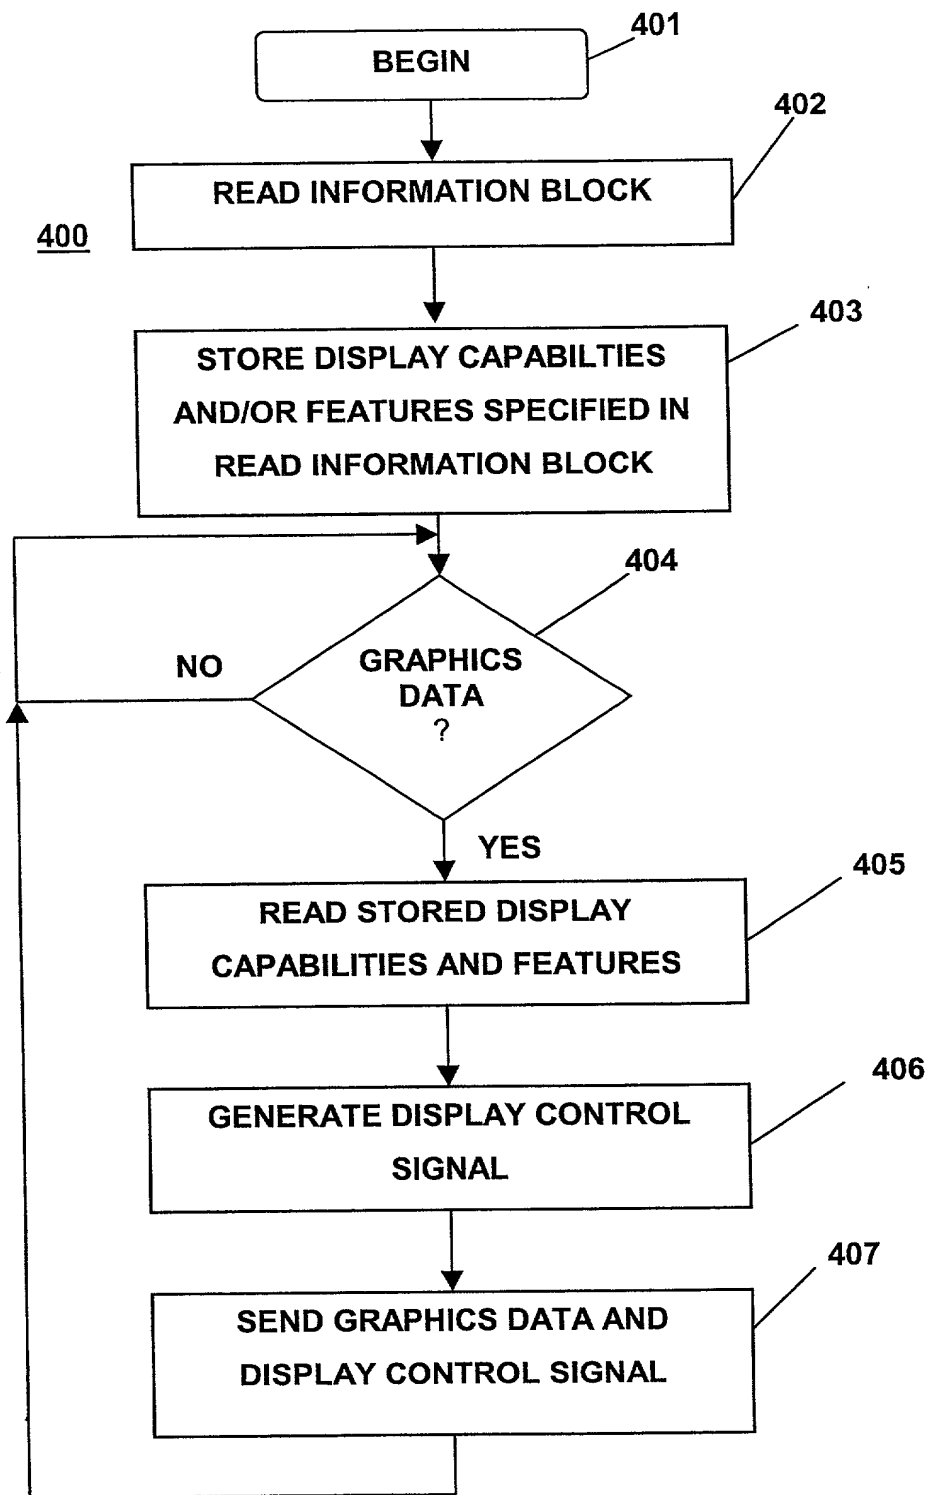 401
BEGIN
402
READ INFORMATION BLOCK
400
403
STORE DISPLAY CAPABILTIES
AND/OR FEATURES SPECIFIED IN
READ INFORMATION BLOCK
404
GRAPHICS
DATA
?
NO
YES
405
READ STORED DISPLAY
CAPABILITIES AND FEATURES
406
GENERATE DISPLAY CONTROL
SIGNAL
407
SEND GRAPHICS DATA AND
DISPLAY CONTROL SIGNAL